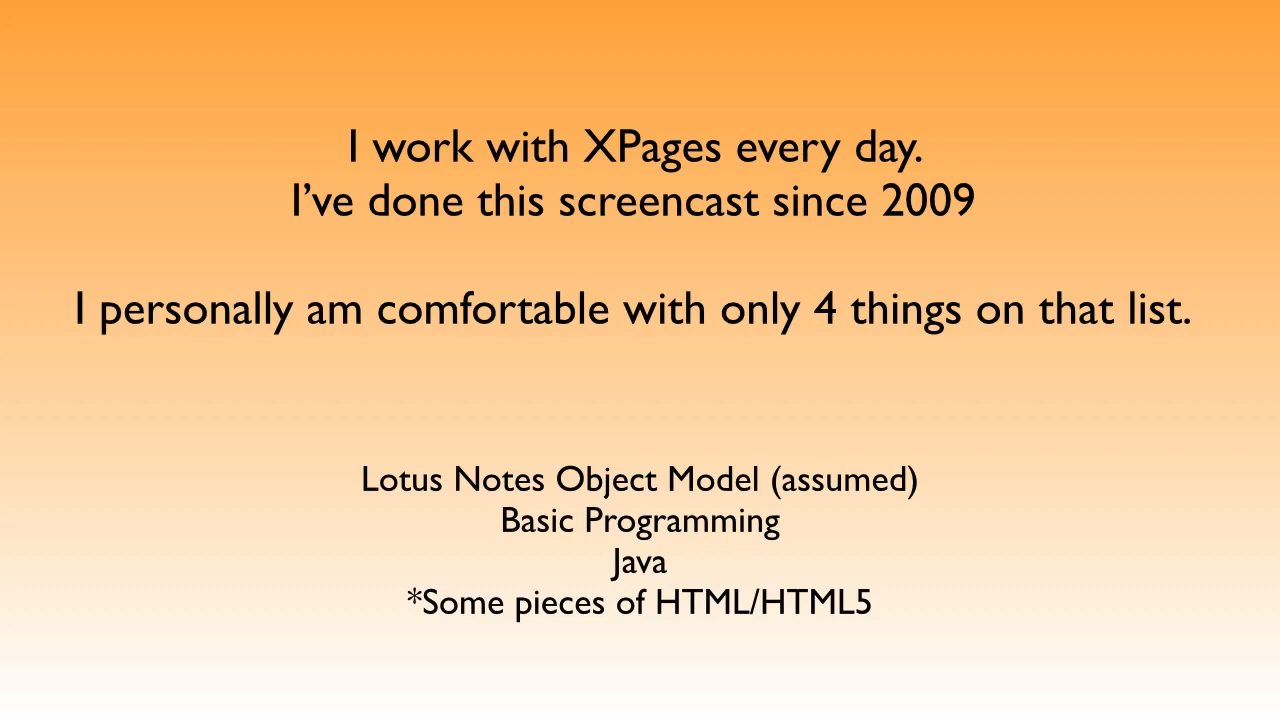 I work with XPages every day.
I’ve done this screencast since 2009
I personally am comfortable with only 4 things on that list.
Lotus Notes Object Model (assumed)
Basic Programming
Java
*Some pieces of HTML/HTML5